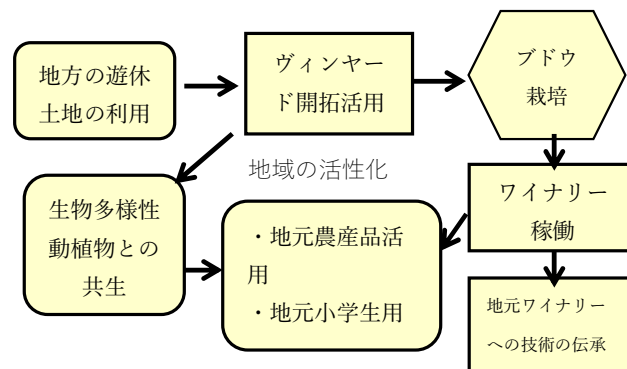 地方の遊休
土地の利用
ヴィンヤー
ド開拓活用
ブドウ
栽培
地域の活性化
生物多様性
動植物との
共生
・地元農産品活
用
・地元小学生用
ワイナリー
稼働
地元ワイナリー
への技術の伝承